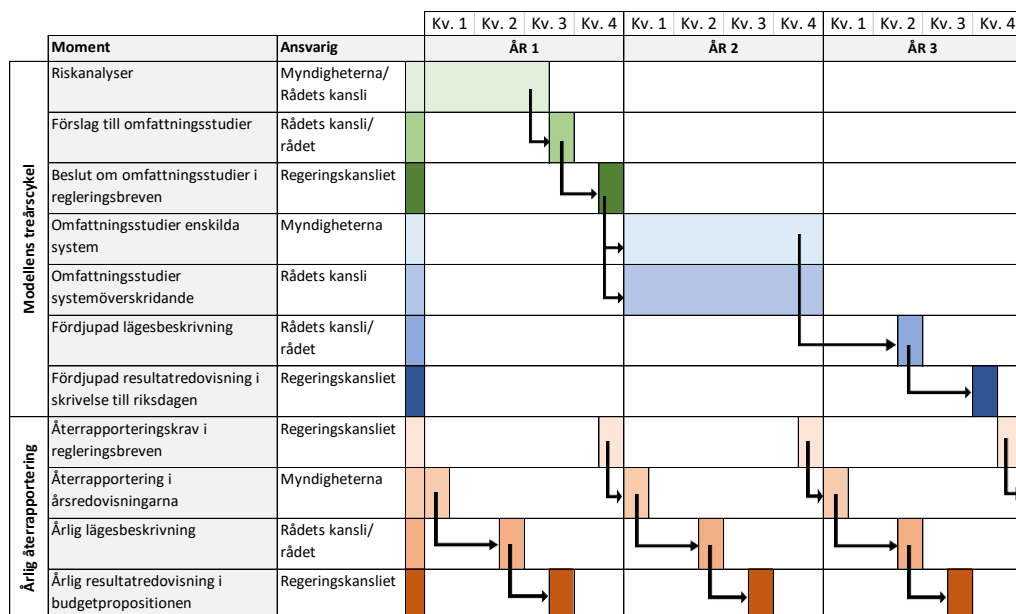 Kv. 1 Kv. 2 Kv. 3 Kv. 4 Kv. 1 Kv. 2 Kv. 3 Kv. 4 Kv. 1 Kv. 2 Kv. 3 Kv. 4
Moment Ansvarig ÅR 1 ÅR 2 ÅR 3
Modellens treårscykel
Riskanalyser Myndigheterna/
Rådets kansli
Förslag till omfattningsstudier Rådets kansli/
rådet
Beslut om omfattningsstudier i Regeringskansliet
regleringsbreven
Omfattningsstudier enskilda Myndigheterna
system
Omfattningsstudier Rådets kansli
systemöverskridande
Fördjupad lägesbeskrivning Rådets kansli/
rådet
Fördjupad resultatredovisning i Regeringskansliet
skrivelse till riksdagen
Årlig återrapportering
Återrapporteringskrav i Regeringskansliet
regleringsbreven
Återrapportering i Myndigheterna
årsredovisningarna
Årlig lägesbeskrivning Rådets kansli/
rådet
Årlig resultatredovisning i Regeringskansliet
budgetpropositionen